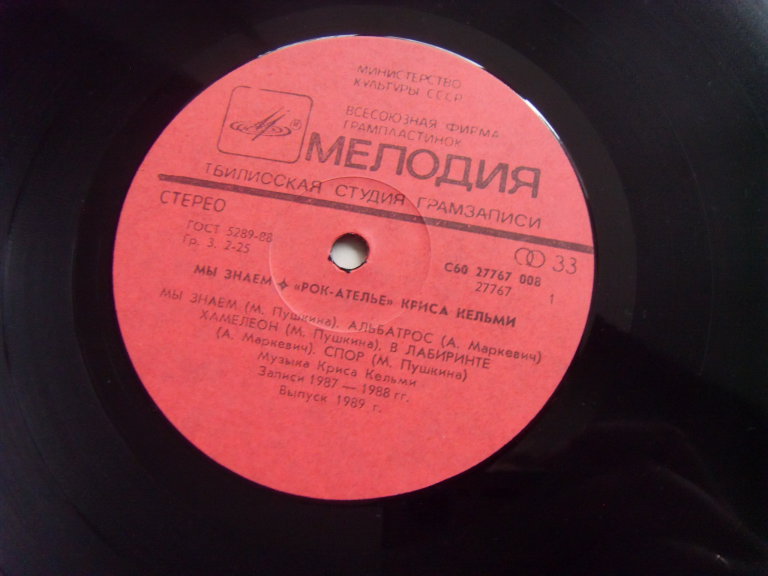 МИНИСТЕРСТВО
КУЛЬТУРЫ СССР
ВСЕСОЮЗНАЯ ФИРМА
ГРАМПЛАСТИНОК
МЕЛОДИЯ
ТБИЛИССКАЯ СТУДИЯ ГРАМЗАПИСИ
СТЕРЕО
33
ГОСТ 5289-88
Гр. 3. 2-25
С60 27767 008
27767 1
МЫ ЗНАЕМ «РОК-АТЕЛЬЕ» КРИСА КЕЛЬМИ
МЫ ЗНАЕМ (М. Пушкина). АЛЬБАТРОС (А. Маркевич)
ХАМЕЛЕОН (М. Пушкина). В ЛАБИРИНТЕ
(А. Маркевич). СПОР (М. Пушкина)
Музыка Криса Кельми
Записи 1987 — 1988 гг.
Выпуск 1989 г.